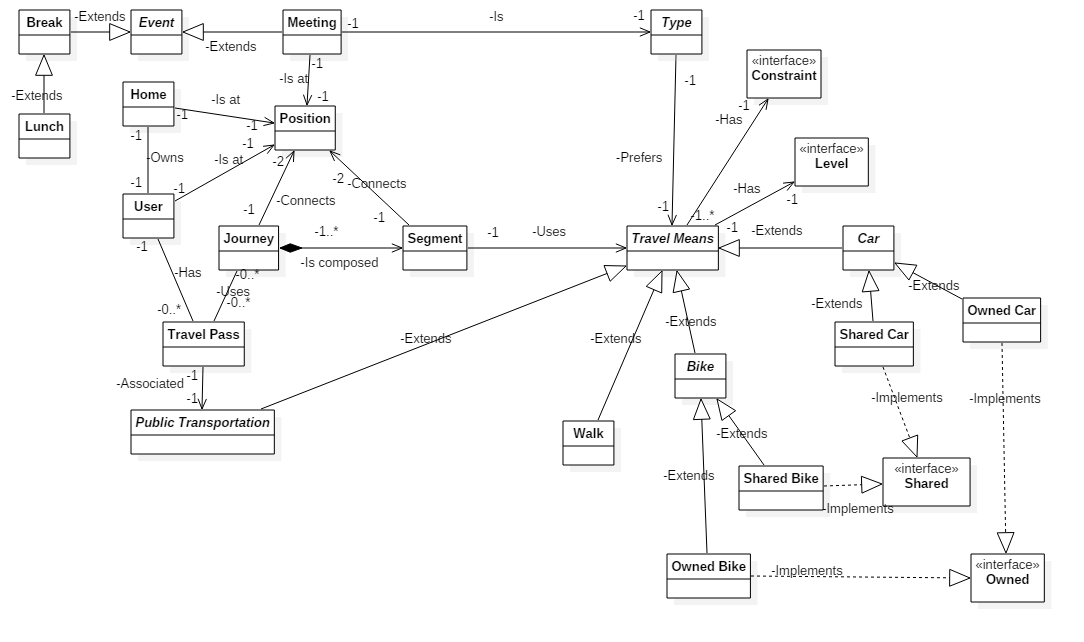 Break
-Extends
Event
-Extends
Meeting
-1
-Is
-1
Type
-1
-Is at
-1
-1
«interface»
Constraint
-1
-Has
-Extends
Lunch
Home
-1
-Is at
-1
Position
-1
-Owns
-1
User
-1
-Is at
-1
-2
-Connects
-1
-2
-Connects
-1
-Prefers
-1
«interface»
Level
-Has
-1
-1..*
-1
Journey
-1..*
-Is composed
Segment
-1
-Uses
Travel Means
-Extends
Car
-1
-Has
-0..*
-0..*
-Uses
-0..*
Travel Pass
-1
-Associated
-1
Public Transportation
-Extends
-Extends
Walk
-Extends
Bike
-Extends
Shared Car
-Extends
Owned Car
-Implements
-Implements
-Extends
-Extends
Shared Bike
-Implements
«interface»
Shared
Owned Bike
-Implements
«interface»
Owned